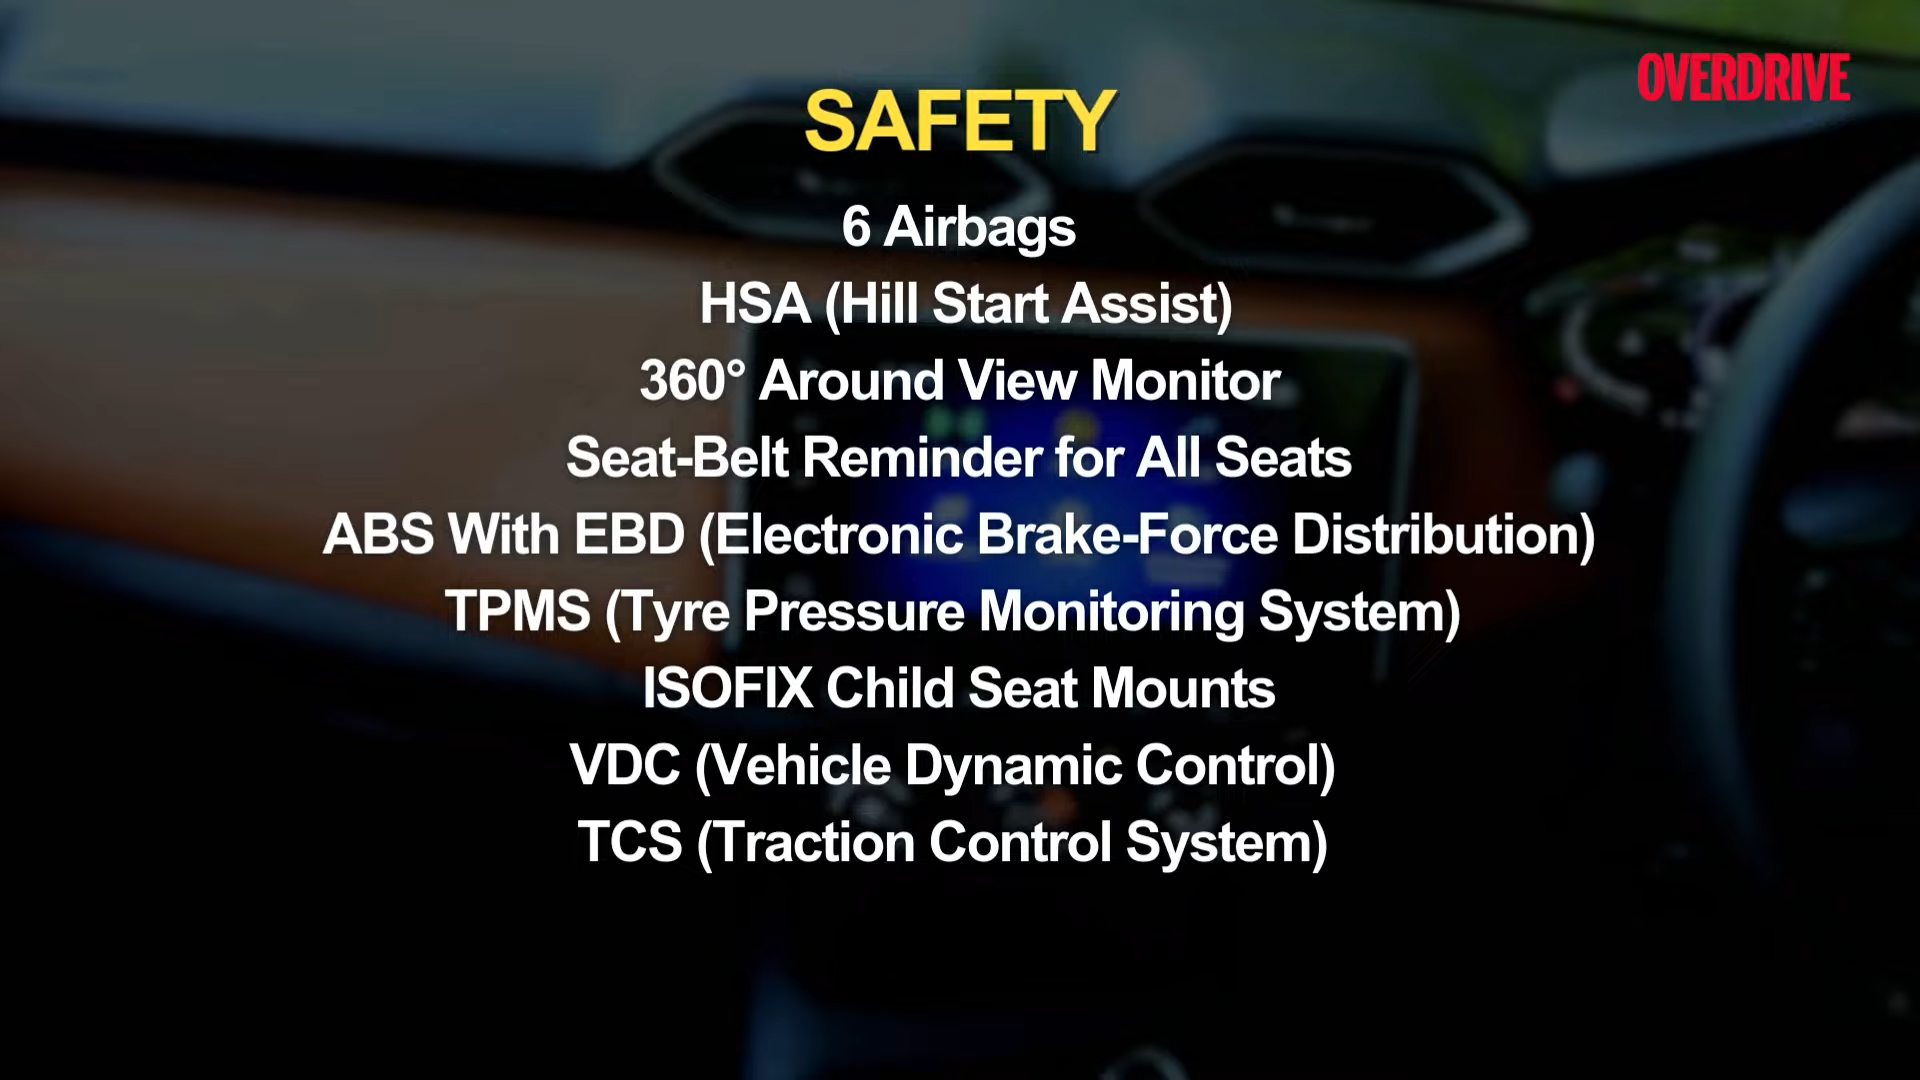 OVERDRIVE
SAFETY
6 Airbags
HSA (Hill Start Assist)
360° Around View Monitor
Seat-Belt Reminder for All Seats
ABS With EBD (Electronic Brake-Force Distribution)
TPMS (Tyre Pressure Monitoring System)
ISOFIX Child Seat Mounts
VDC (Vehicle Dynamic Control)
TCS (Traction Control System)